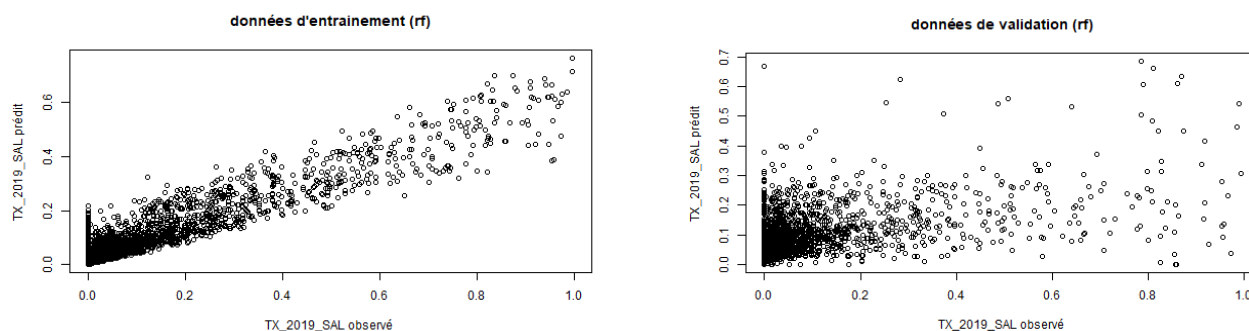 données d'entrainement (rf)
TX_2019_SAL prédit
0.0
0.2
0.4
0.6
0.0 0.2 0.4 0.6 0.8 1.0
TX_2019_SAL observé
données de validation (rf)
TX_2019_SAL prédit
0.0
0.1
0.2
0.3
0.4
0.5
0.6
0.7
0.0 0.2 0.4 0.6 0.8 1.0
TX_2019_SAL observé